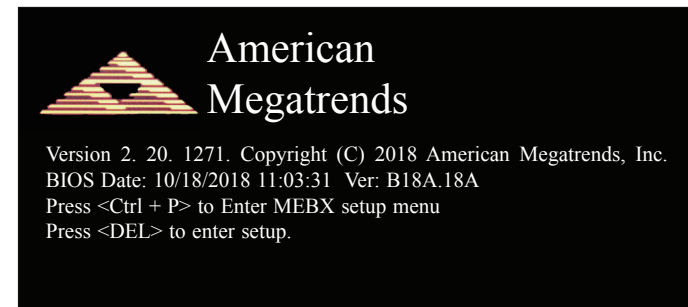 American
Megatrends
Version 2. 20. 1271. Copyright (C) 2018 American Megatrends, Inc.
BIOS Date: 10/18/2018 11:03:31 Ver: B18A.18A
Press <Ctrl + P> to Enter MEBX setup menu
Press <DEL> to enter setup.